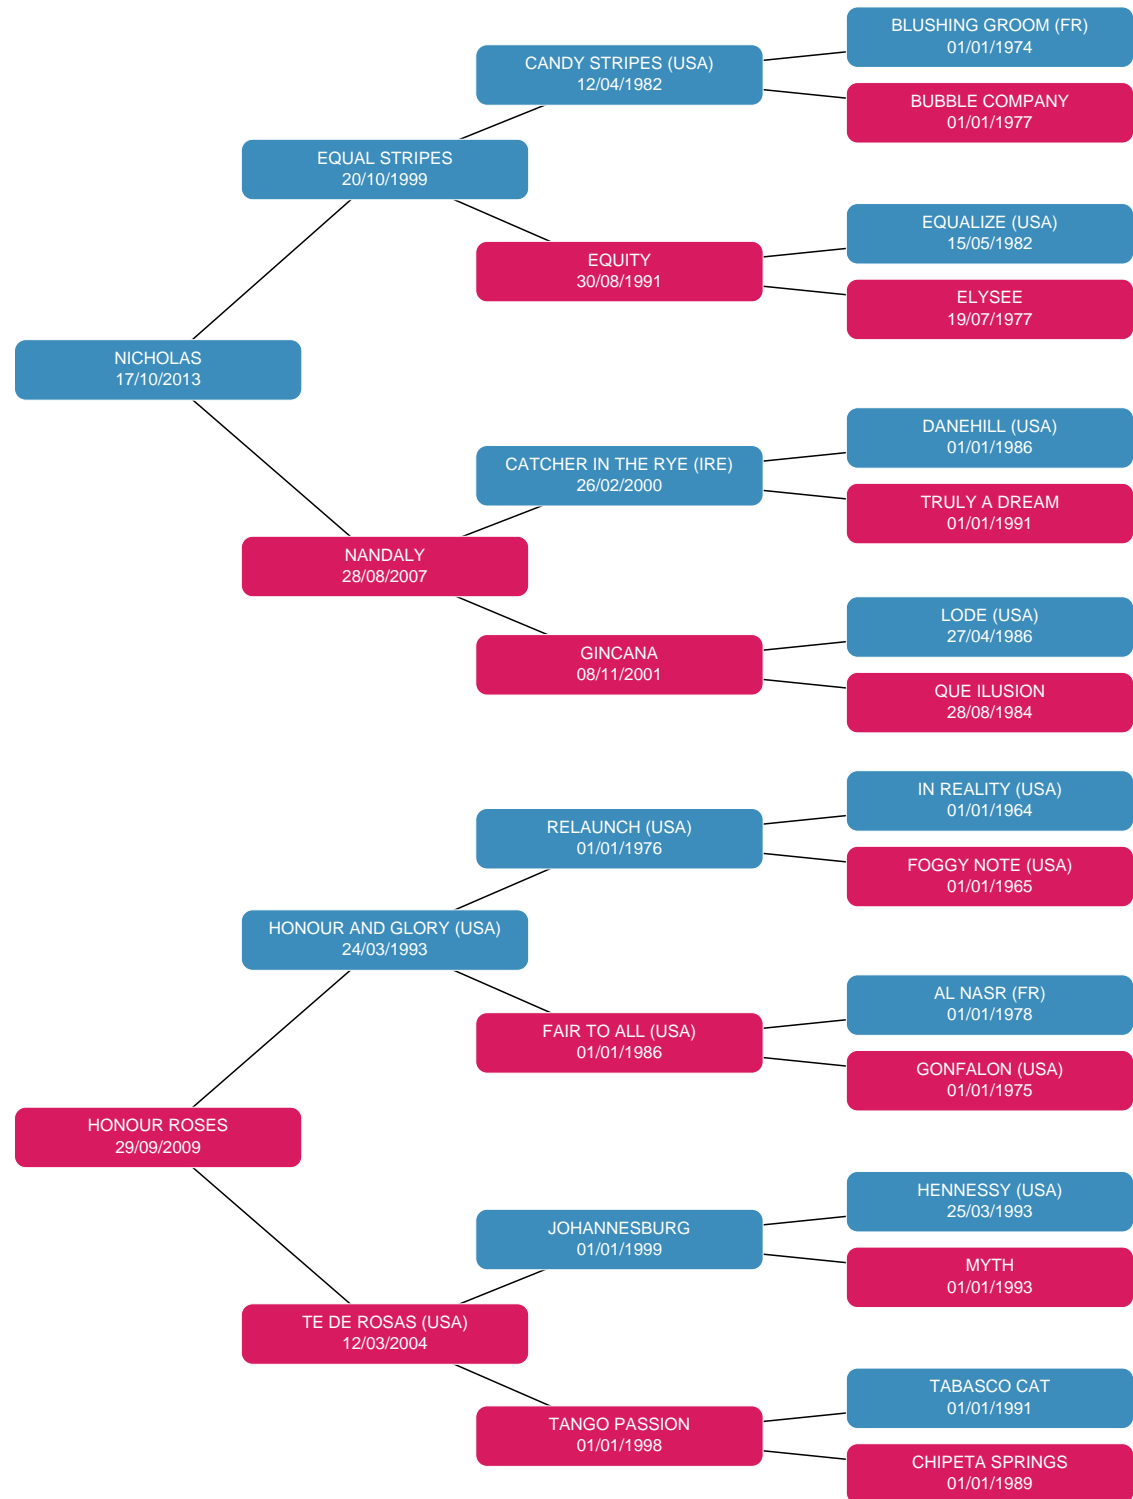 BLUSHING GROOM (FR)
01/01/1974
CANDY STRIPES (USA)
12/04/1982
BUBBLE COMPANY
01/01/1977
EQUAL STRIPES
20/10/1999
EQUALIZE (USA)
15/05/1982
EQUITY
30/08/1991
ELYSEE
19/07/1977
NICHOLAS
17/10/2013
DANEHILL (USA)
01/01/1986
CATCHER IN THE RYE (IRE)
26/02/2000
TRULY A DREAM
01/01/1991
NANDALY
28/08/2007
LODE (USA)
27/04/1986
GINCANA
08/11/2001
QUE ILUSION
28/08/1984
IN REALITY (USA)
01/01/1964
RELAUNCH (USA)
01/01/1976
FOGGY NOTE (USA)
01/01/1965
HONOUR AND GLORY (USA)
24/03/1993
AL NASR (FR)
01/01/1978
FAIR TO ALL (USA)
01/01/1986
GONFALON (USA)
01/01/1975
HONOUR ROSES
29/09/2009
HENNESSY (USA)
25/03/1993
JOHANNESBURG
01/01/1999
MYTH
01/01/1993
TE DE ROSAS (USA)
12/03/2004
TABASCO CAT
01/01/1991
TANGO PASSION
01/01/1998
CHIPETA SPRINGS
01/01/1989